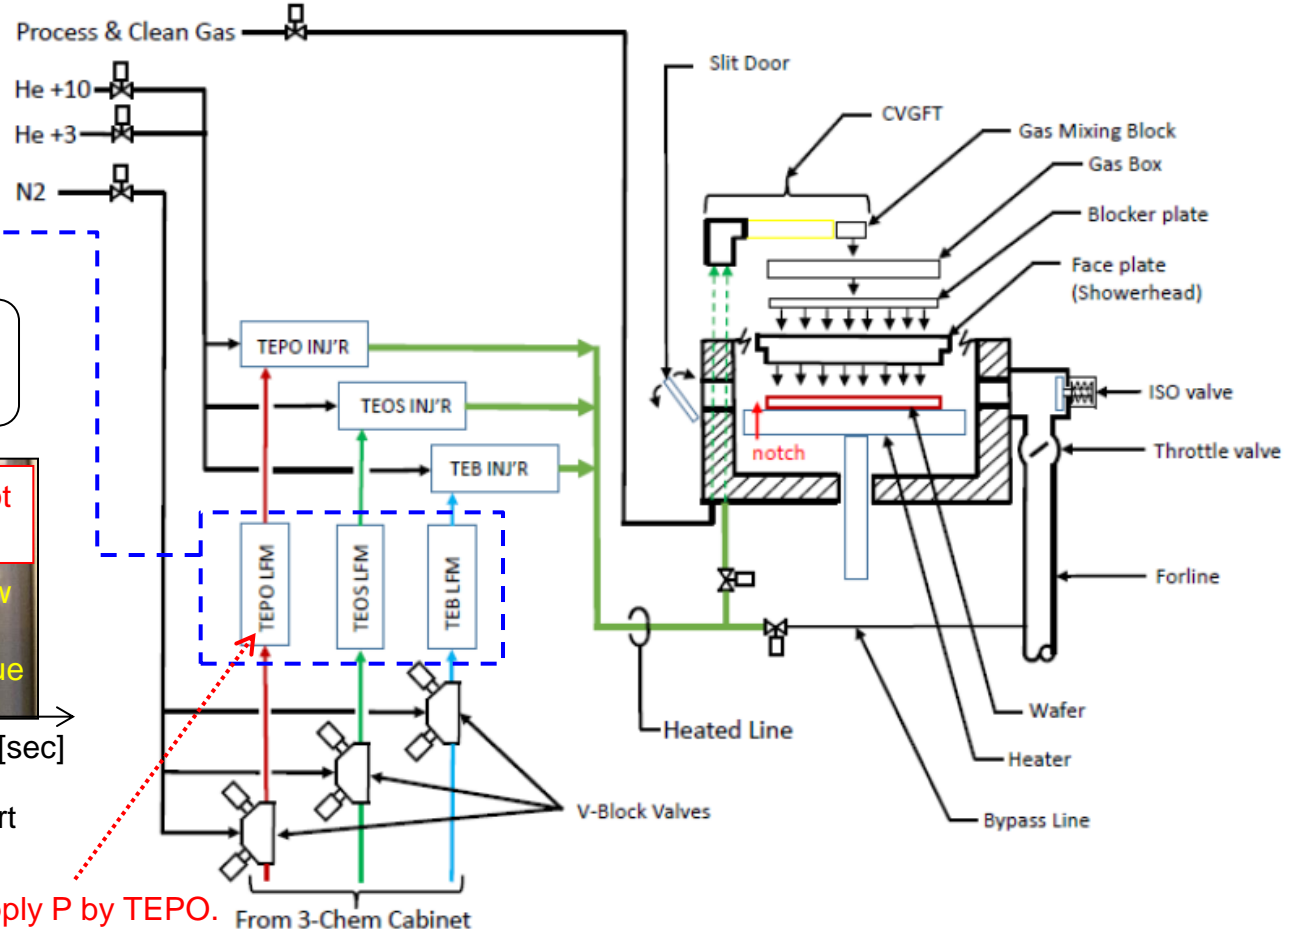 Process & Clean Gas
He +10
He +3
N2
Slit Door
CVGFT
Gas Mixing Block
Gas Box
Blocker plate
Face plate
(Showerhead)
TEPO INJ'R
TEOS INJ'R
TEB INJ'R
notch
ISO valve
Throttle valve
TEPO LFM
TEOS LFM
TEB LFM
Forline
Heated Line
Wafer
Heater
Bypass Line
[sec]
V-Block Valves
P by TEPO.
From 3-Chem Cabinet